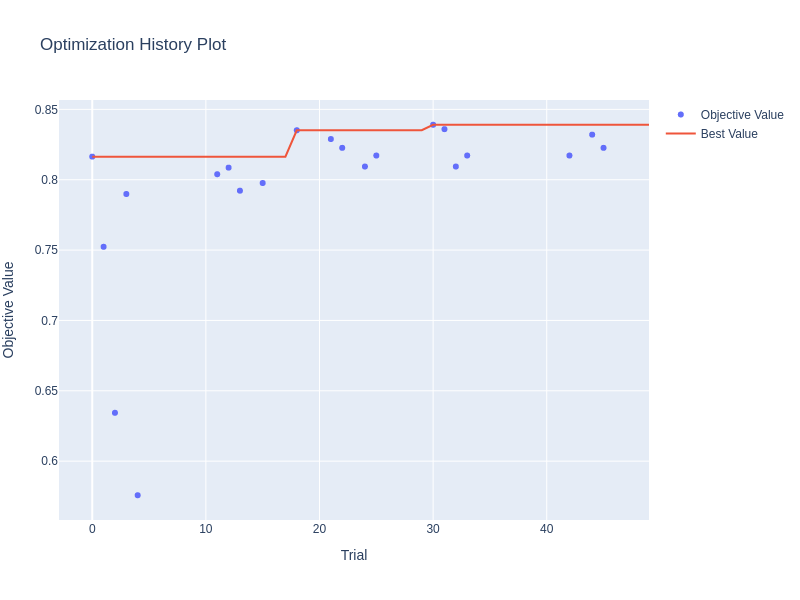 Optimization History Plot
Objective Value
Best Value
0.85
0.8
0.75
0.7
0.65
0.6
Objective Value
0
10
20
30
40
Trial